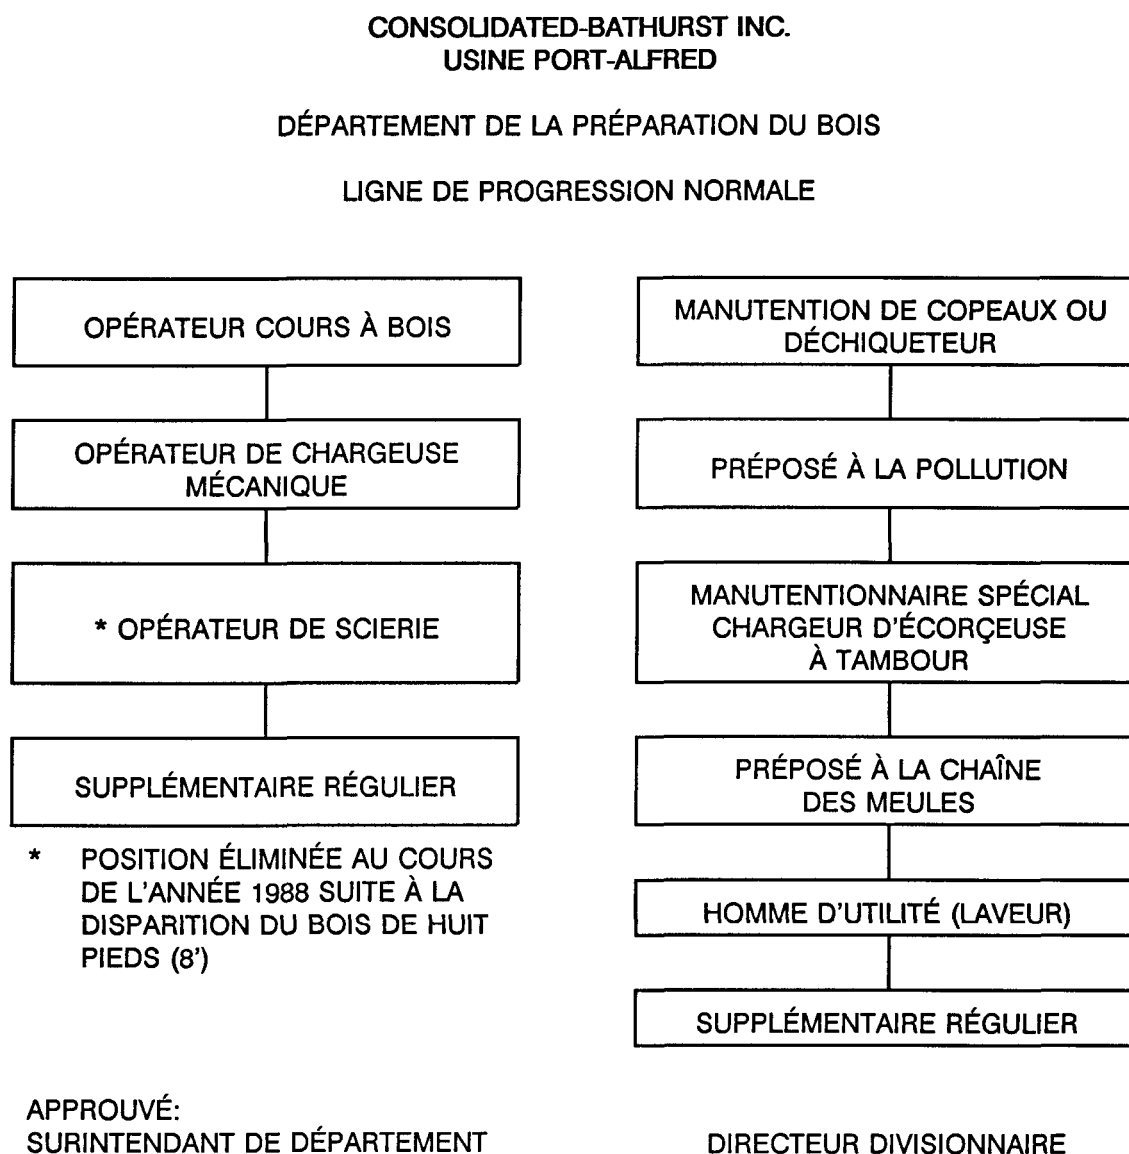 CONSOLIDATED-BATHURST INC.
USINE PORT-ALFRED
DÉPARTEMENT DE LA PRÉPARATION DU BOIS
LIGNE DE PROGRESSION NORMALE
OPÉRATEUR COURS À BOIS
OPÉRATEUR DE CHARGEUSE
MÉCANIQUE
* OPÉRATEUR DE SCIERIE
SUPPLÉMENTAIRE RÉGULIER
* POSITION ÉLIMINÉE AU COURS
DE L'ANNÉE 1988 SUITE À LA
DISPARITION DU BOIS DE HUIT
PIEDS (8')
MANUTENTION DE COPEAUX OU
DÉCHIQUETEUR
PRÉPOSÉ À LA POLLUTION
MANUTENTIONNAIRE SPÉCIAL
CHARGEUR D'ÉCORÇEUSE
À TAMBOUR
PRÉPOSÉ À LA CHAÎNE
DES MEULES
HOMME D'UTILITÉ (LAVEUR)
SUPPLÉMENTAIRE RÉGULIER
APPROUVÉ:
SURINTENDANT DE DÉPARTEMENT
DIRECTEUR DIVISIONNAIRE